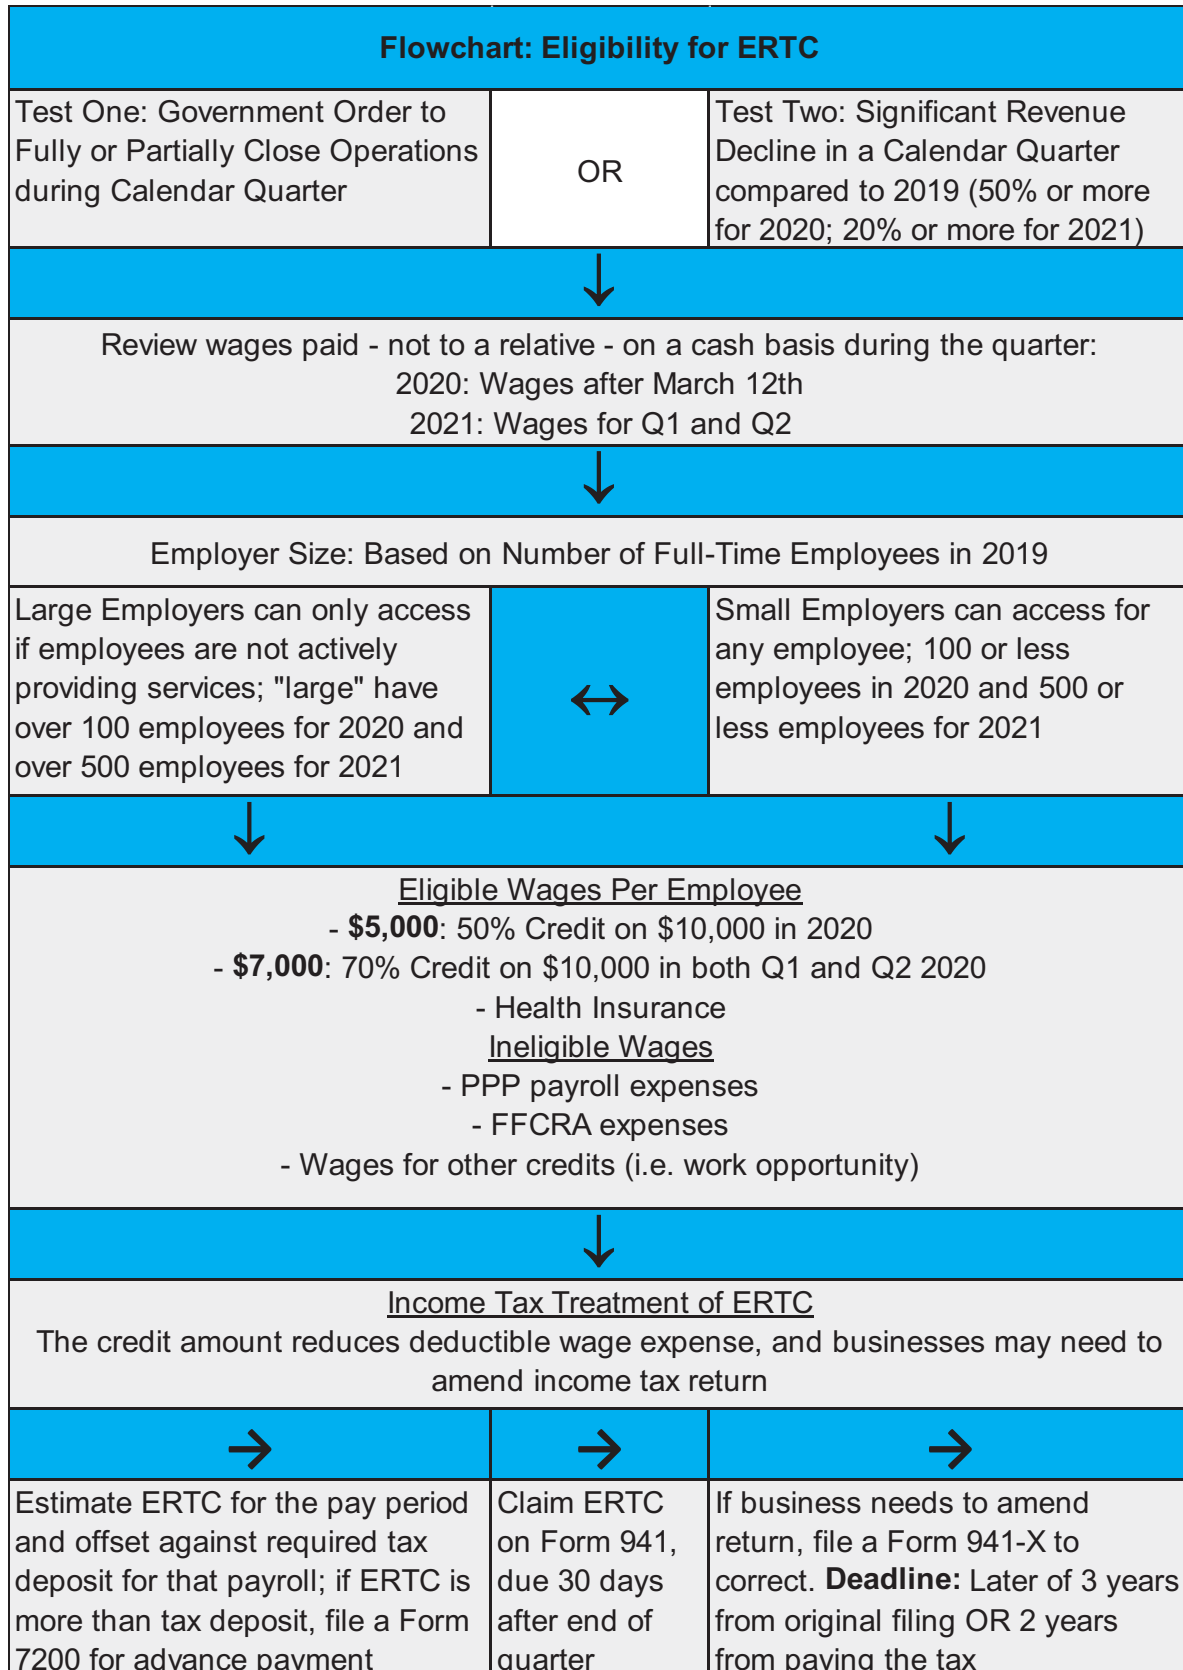 Flowchart: Eligibility for ERTC
Test One: Government Order to
Fully or Partially Close Operations
during Calendar Quarter
OR
Test Two: Significant Revenue
Decline in a Calendar Quarter
compared to 2019 (50% or more
for 2020; 20% or more for 2021)
↓
Review wages paid - not to a relative - on a cash basis during the quarter:
2020: Wages after March 12th
2021: Wages for Q1 and Q2
↓
Employer Size: Based on Number of Full-Time Employees in 2019
Large Employers can only access
if employees are not actively
providing services; "large" have
over 100 employees for 2020 and
over 500 employees for 2021
↔
Small Employers can access for
any employee; 100 or less
employees in 2020 and 500 or
less employees for 2021
↓ ↓
Eligible Wages Per Employee
- $5,000: 50% Credit on $10,000 in 2020
- $7,000: 70% Credit on $10,000 in both Q1 and Q2 2020
- Health Insurance
Ineligible Wages
- PPP payroll expenses
- FFCRA expenses
- Wages for other credits (i.e. work opportunity)
↓
Income Tax Treatment of ERTC
The credit amount reduces deductible wage expense, and businesses may need to
amend income tax return
→ → →
Estimate ERTC for the pay period
and offset against required tax
deposit for that payroll; if ERTC is
more than tax deposit, file a Form
7200 for advance payment
Claim ERTC
on Form 941,
due 30 days
after end of
quarter
If business needs to amend
return, file a Form 941-X to
correct. Deadline: Later of 3 years
from original filing OR 2 years
from paying the tax